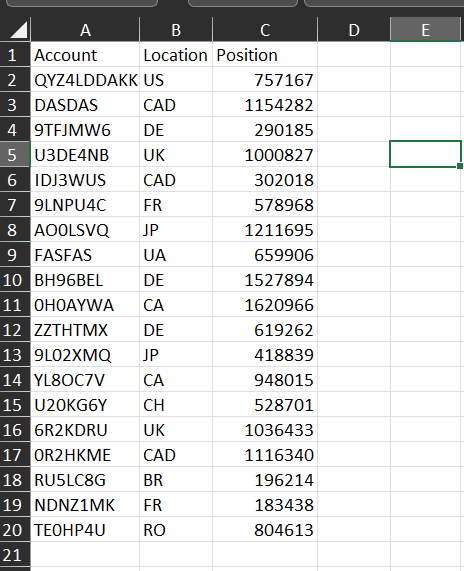 A B C D E
1 Account Location Position
2 QYZ4LDDAKK US 757167
3 DASDAS CAD 1154282
4 9TFJMW6 DE 290185
5 U3DE4NB UK 1000827
6 IDJ3WUS CAD 302018
7 9LNPU4C FR 578968
8 AO0LSVQ JP 1211695
9 FASFAS UA 659906
10 BH96BEL DE 1527894
11 0H0AYWA CA 1620966
12 ZZTHTMX DE 619262
13 9L02XMQ JP 418839
14 YL8OC7V CA 948015
15 U20KG6Y CH 528701
16 6R2KDRU UK 1036433
17 0R2HKME CAD 1116340
18 RU5LC8G BR 196214
19 NDNZ1MK FR 183438
20 TE0HP4U RO 804613
21